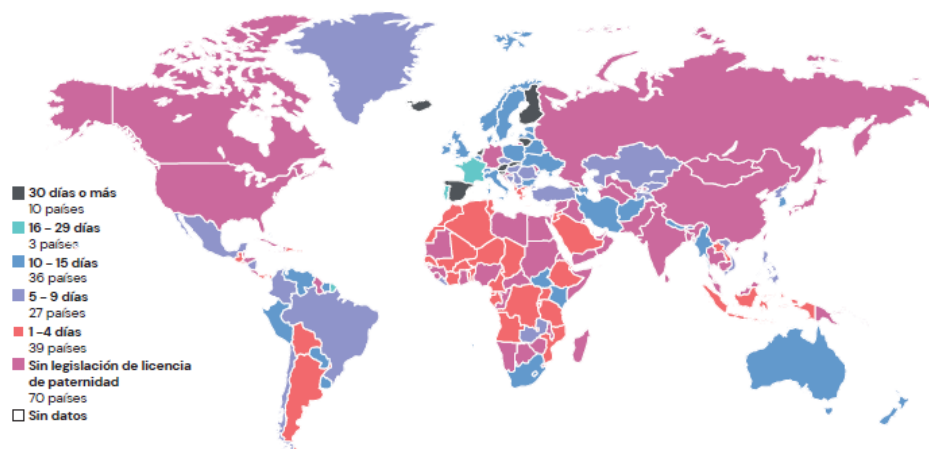 30 días o más
10 países
16 – 29 días
3 países
10 – 15 días
36 países
5 – 9 días
27 países
1 –4 días
39 países
Sin legislación de licencia
de paternidad
70 países
Sin datos